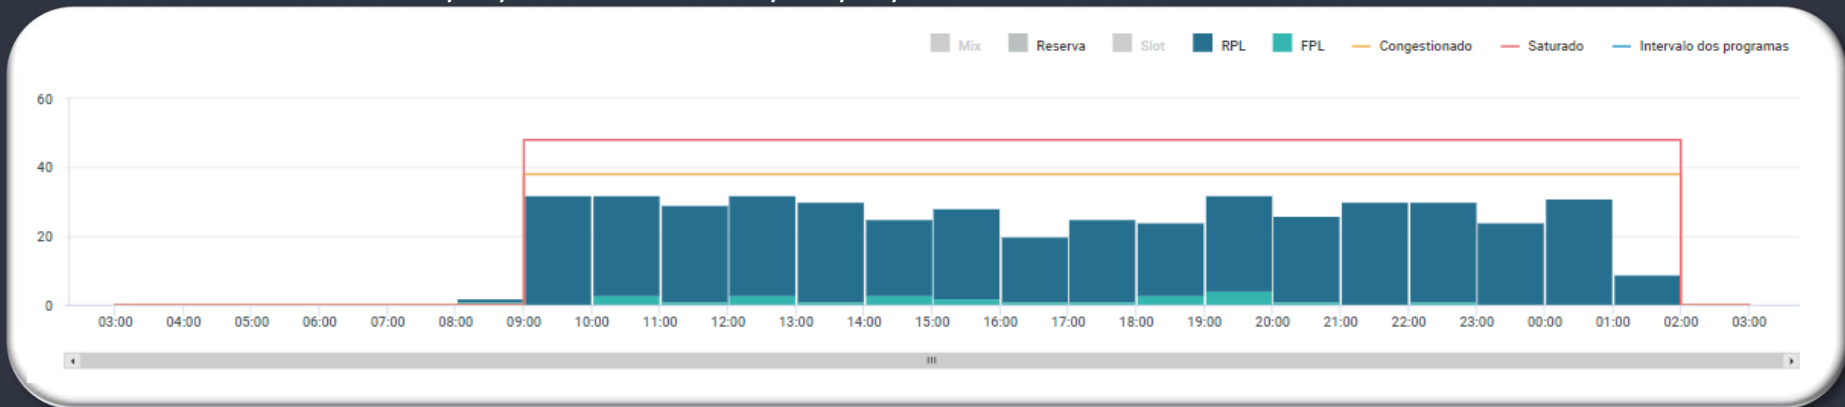 Mix Reserva Slot RPL FPL Congestionado Saturado Intervalo dos programas
60
40
20
0
03:00 04:00 05:00 06:00 07:00 08:00 09:00 10:00 11:00 12:00 13:00 14:00 15:00 16:00 17:00 18:00 19:00 20:00 21:00 22:00 23:00 00:00 01:00 02:00 03:00